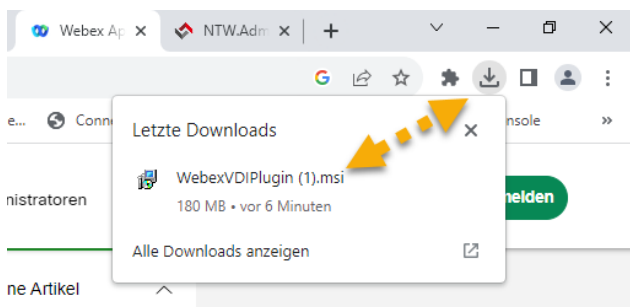 Webex Ap
NTW.Adm
e...
Conn
nsole
Letzte Downloads
WebexVDIPlugin (1).msi
180 MB • vor 6 Minuten
Alle Downloads anzeigen
nistratoren
elden
ne Artikel